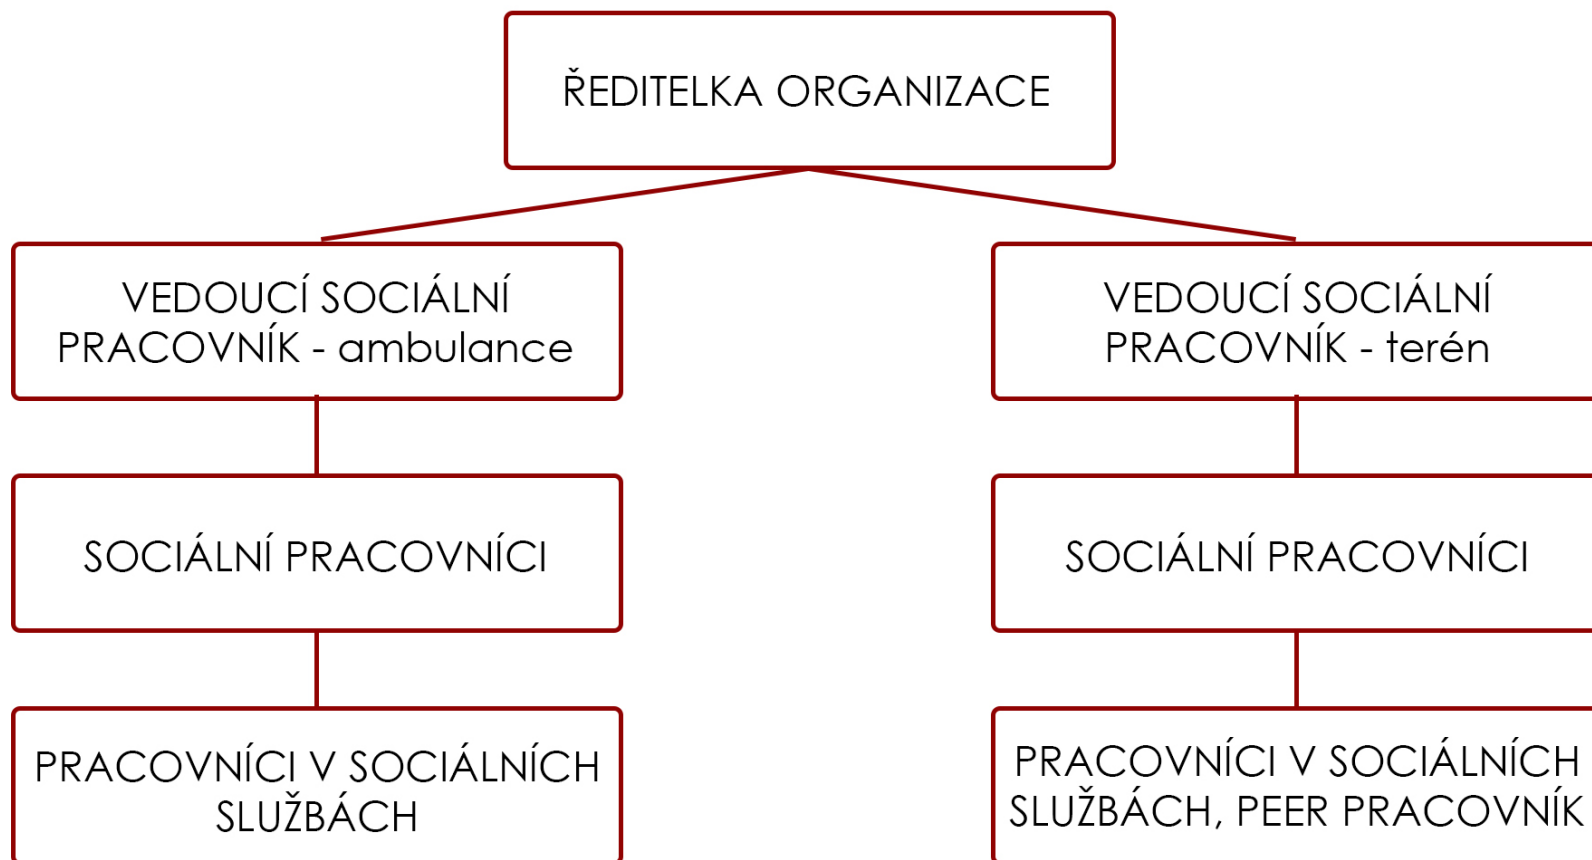 ŘEDITELKA ORGANIZACE
VEDOUCÍ SOCIÁLNÍ
PRACOVNÍK - ambulance
VEDOUCÍ SOCIÁLNÍ
PRACOVNÍK - terén
SOCIÁLNÍ PRACOVNÍCI
SOCIÁLNÍ PRACOVNÍCI
PRACOVNÍCI V SOCIÁLNÍCH
SLUŽBÁCH
PRACOVNÍCI V SOCIÁLNÍCH
SLUŽBÁCH, PEER PRACOVNÍK